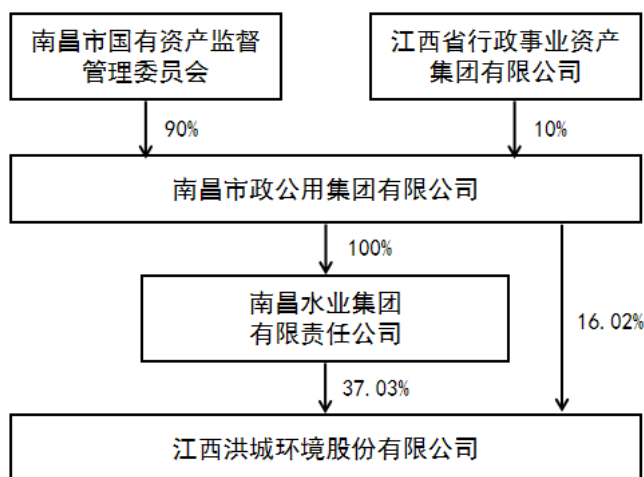 南昌市国有资产监督
管理委员会
江西省行政事业资产
集团有限公司
90%
10%
南昌市政公用集团有限公司
100%
南昌水业集团
有限责任公司
16.02%
37.03%
江西洪城环境股份有限公司